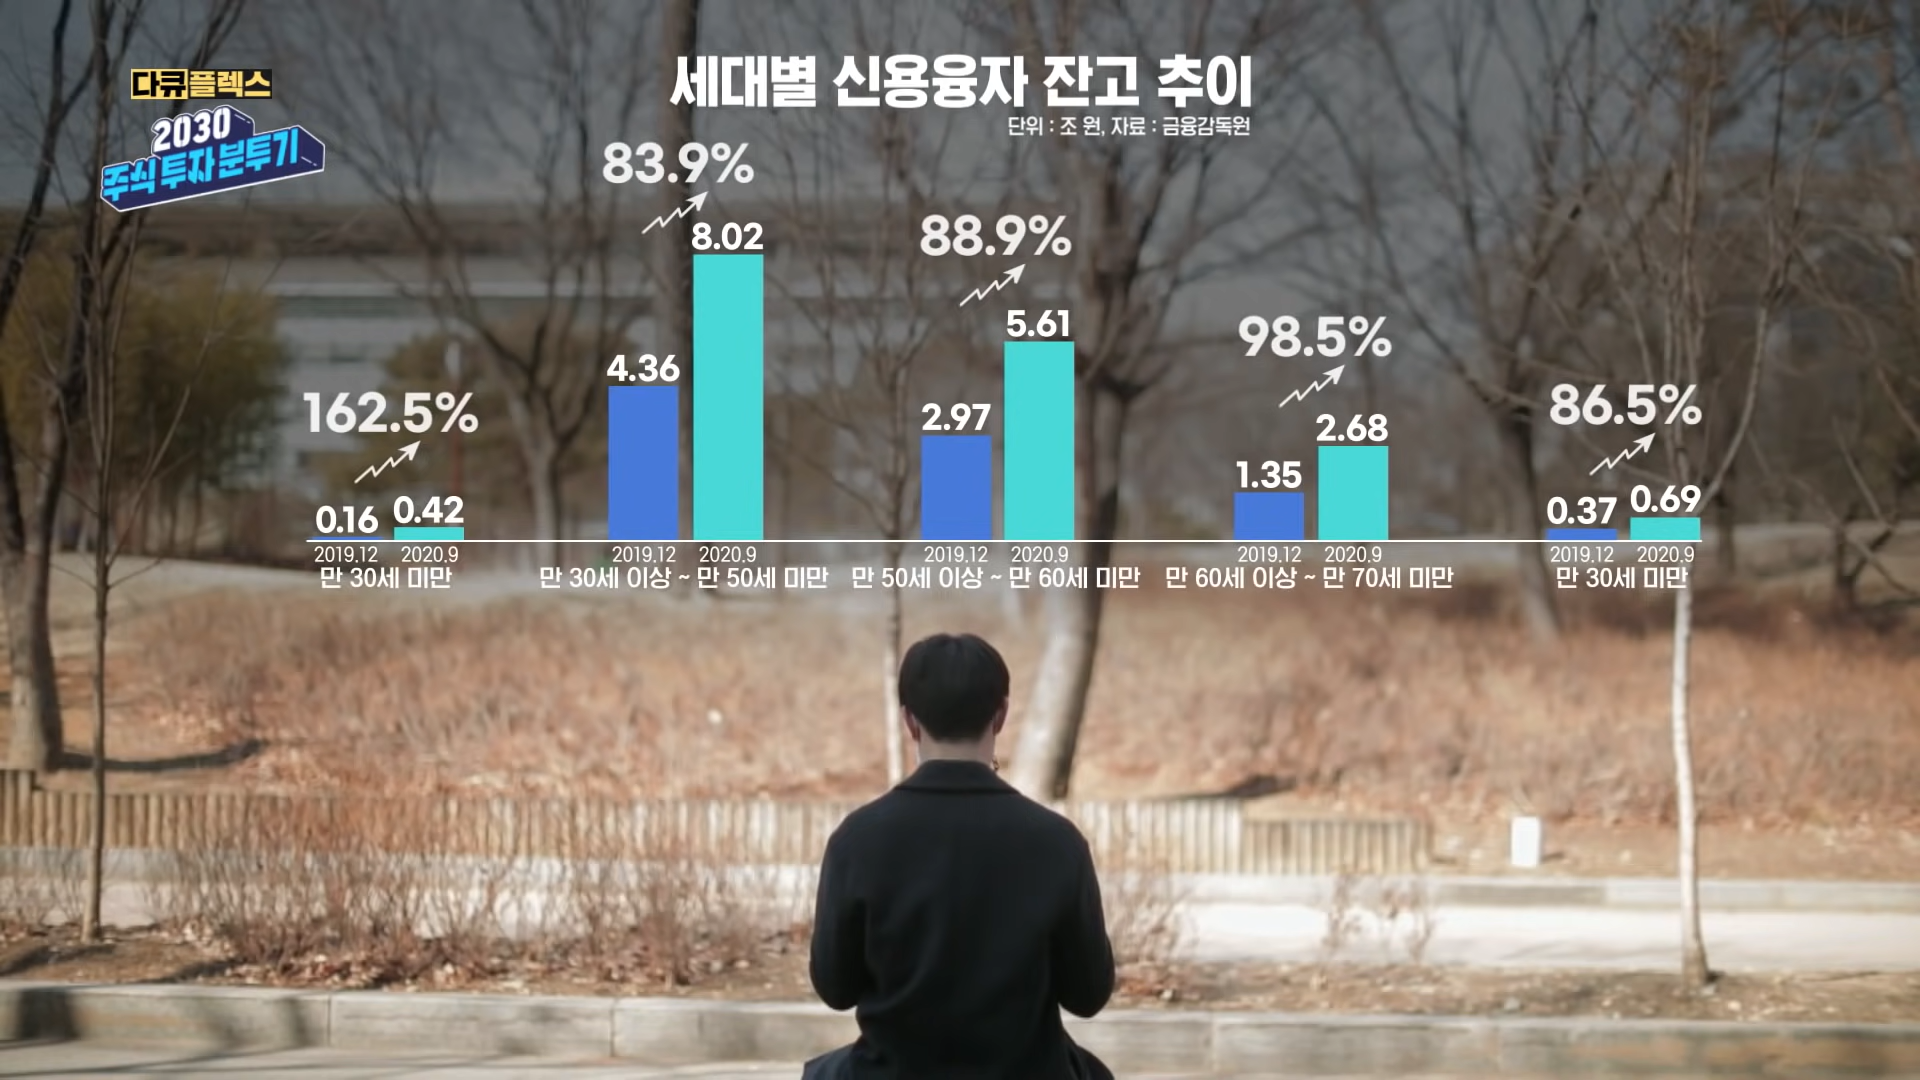 다큐플렉스
2030
주식 투자 분투기
세대별 신용융자 잔고 추이
단위 : 조 원, 자료 : 금융감독원
162.5%
0.16 0.42
2019.12 2020.9
만 30세 미만
83.9%
4.36 8.02
2019.12 2020.9
만 30세 이상 ~ 만 50세 미만
88.9%
2.97 5.61
2019.12 2020.9
만 50세 이상 ~ 만 60세 미만
98.5%
1.35 2.68
2019.12 2020.9
만 60세 이상 ~ 만 70세 미만
86.5%
0.37 0.69
2019.12 2020.9
만 30세 미만